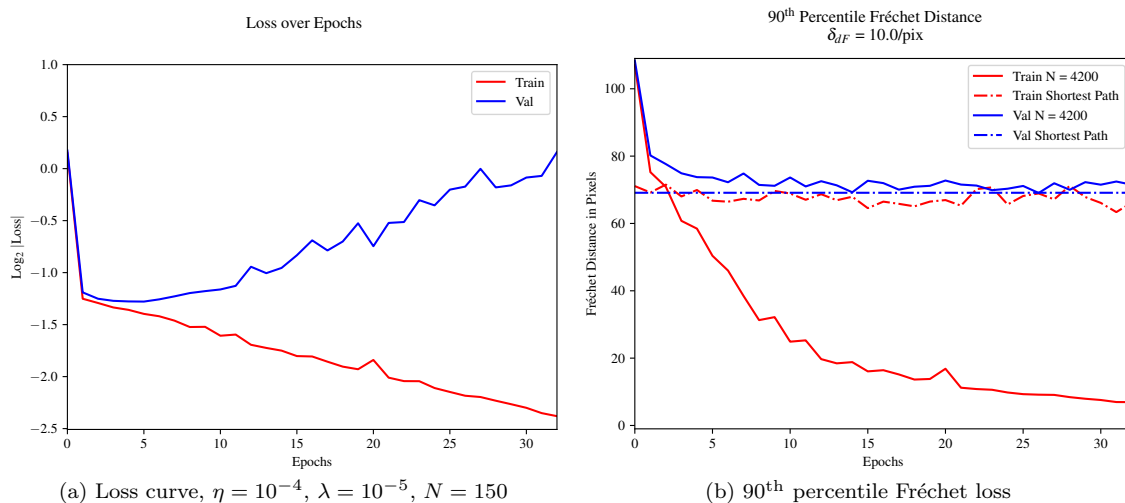 Loss over Epochs
1.0
0.5
0.0
−0.5
−1.0
−1.5
−2.0
−2.5
Log₂ |Loss|
Train
Val
0 5 10 15 20 25 30
Epochs
(a) Loss curve, η = 10⁻⁴, λ = 10⁻⁵, N = 150
90ᵗʰ Percentile Fréchet Distance
δ_dF = 10.0/pix
100
80
60
40
20
0
Fréchet Distance in Pixels
Train N = 4200
Train Shortest Path
Val N = 4200
Val Shortest Path
0 5 10 15 20 25 30
Epochs
(b) 90ᵗʰ percentile Fréchet loss